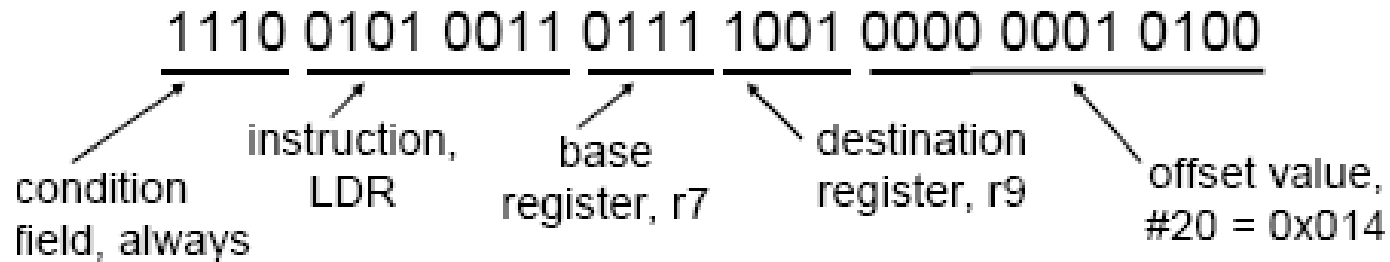 1110 0101 0011 0111 1001 0000 0001 0100
instruction,
LDR
base
register, r7
destination
register, r9
condition
field, always
offset value,
#20 = 0x014